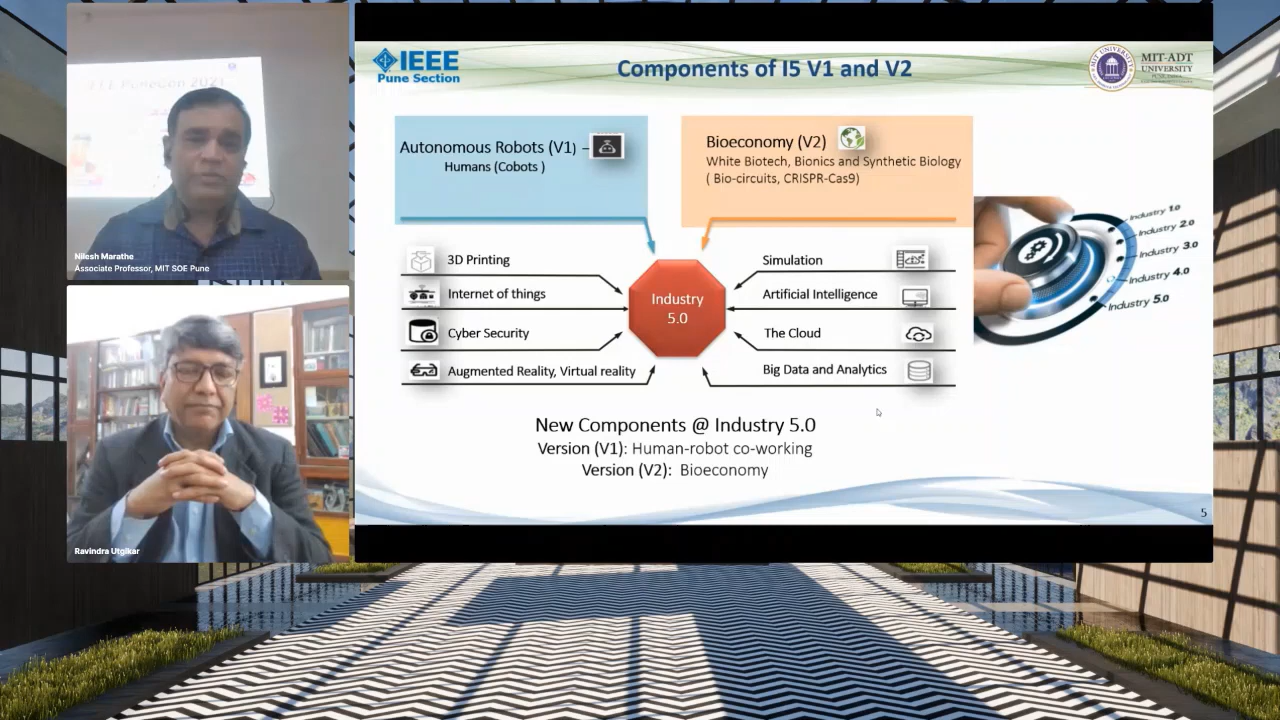 IEEE PuneCon 2021
Nilesh Marathe
Associate Professor, MIT SOE Pune
Ravindra Utgikar
IEEE
Pune Section
Components of I5 V1 and V2
MIT-ADT
UNIVERSITY
Autonomous Robots (V1) –
Humans (Cobots )
Bioeconomy (V2)
White Biotech, Bionics and Synthetic Biology
( Bio-circuits, CRISPR-Cas9)
3D Printing
Internet of things
Cyber Security
Augmented Reality, Virtual reality
Industry
5.0
Simulation
Artificial Intelligence
The Cloud
Big Data and Analytics
Industry 1.0
Industry 2.0
Industry 3.0
Industry 4.0
Industry 5.0
New Components @ Industry 5.0
Version (V1): Human-robot co-working
Version (V2): Bioeconomy
5